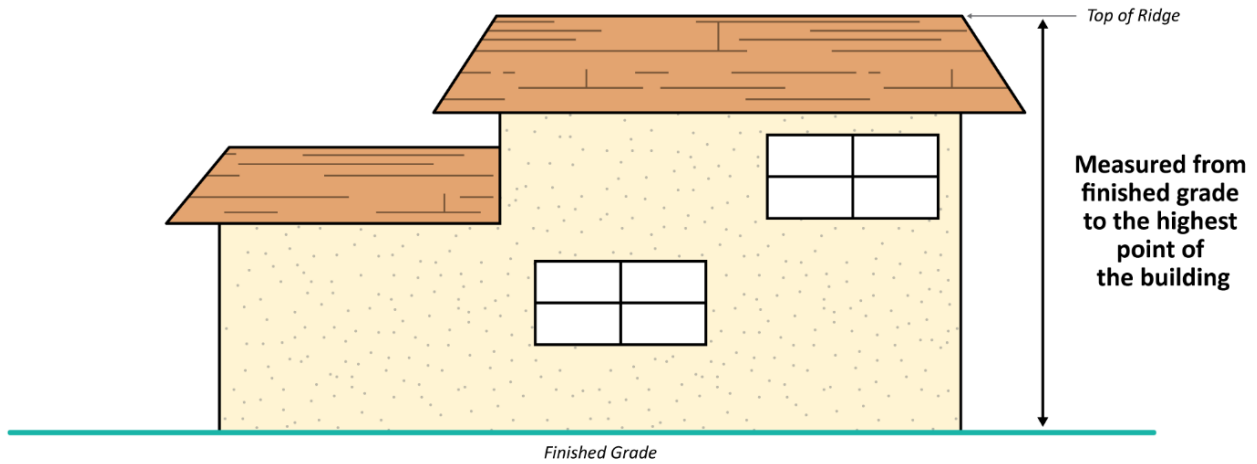 Top of Ridge
Measured from
finished grade
to the highest
point of
the building
Finished Grade